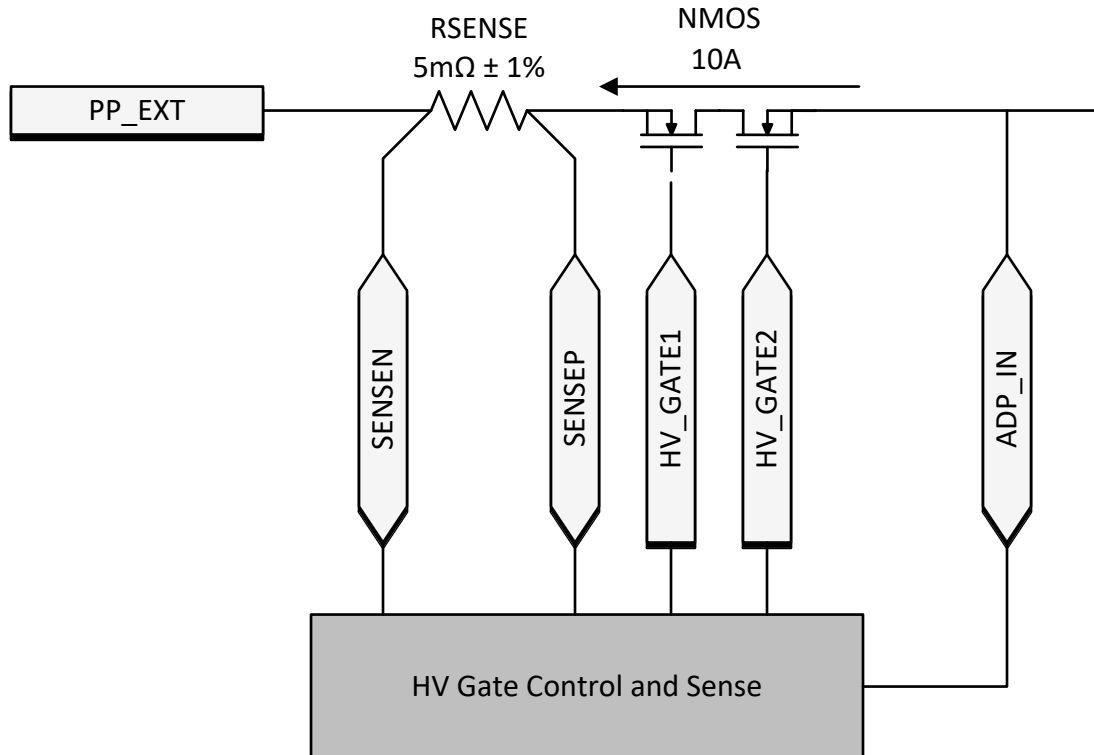 NMOS
10A
RSENSE
5mΩ ± 1%
PP_EXT
SENSEN
SENSEP
HV_GATE1
HV_GATE2
ADP_IN
HV Gate Control and Sense